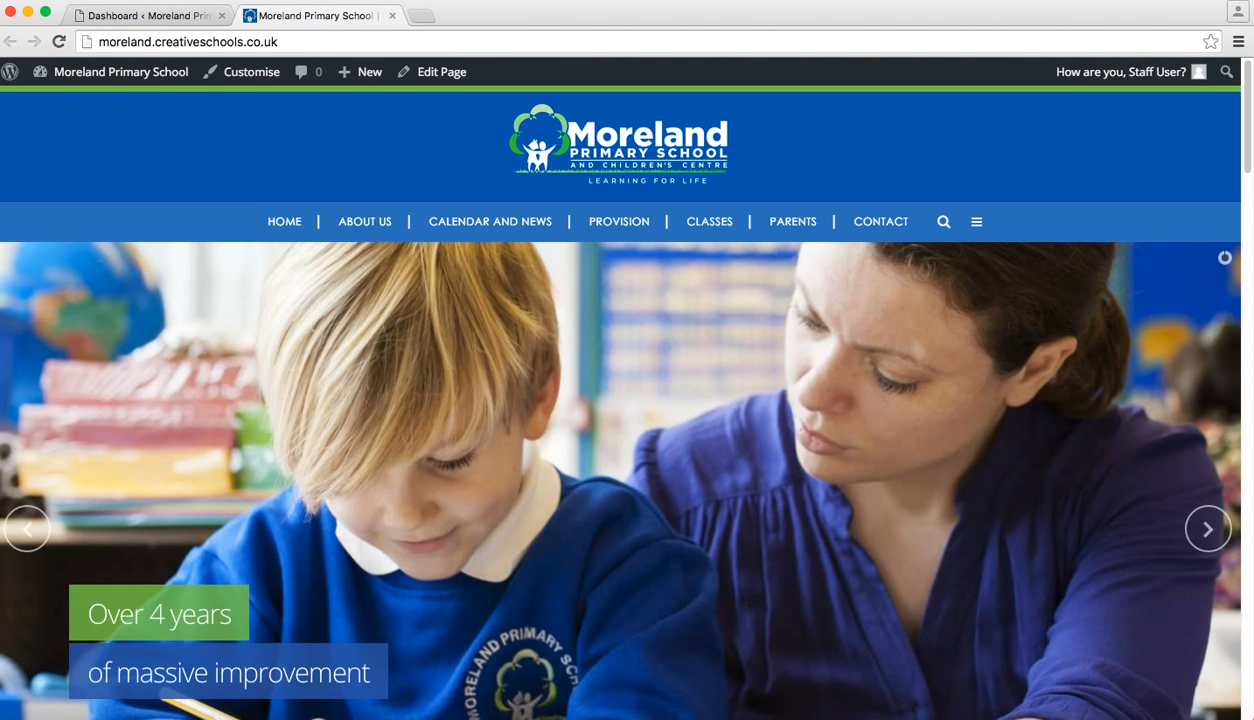 Dashboard ‹ Moreland Prim
Moreland Primary School |
moreland.creativeschools.co.uk
Moreland Primary School
Customise
0
New
Edit Page
How are you, Staff User?
Moreland
PRIMARY SCHOOL
AND CHILDREN'S CENTRE
LEARNING FOR LIFE
HOME | ABOUT US | CALENDAR AND NEWS | PROVISION | CLASSES | PARENTS | CONTACT
Over 4 years
of massive improvement
MORELAND PRIMARY SCH